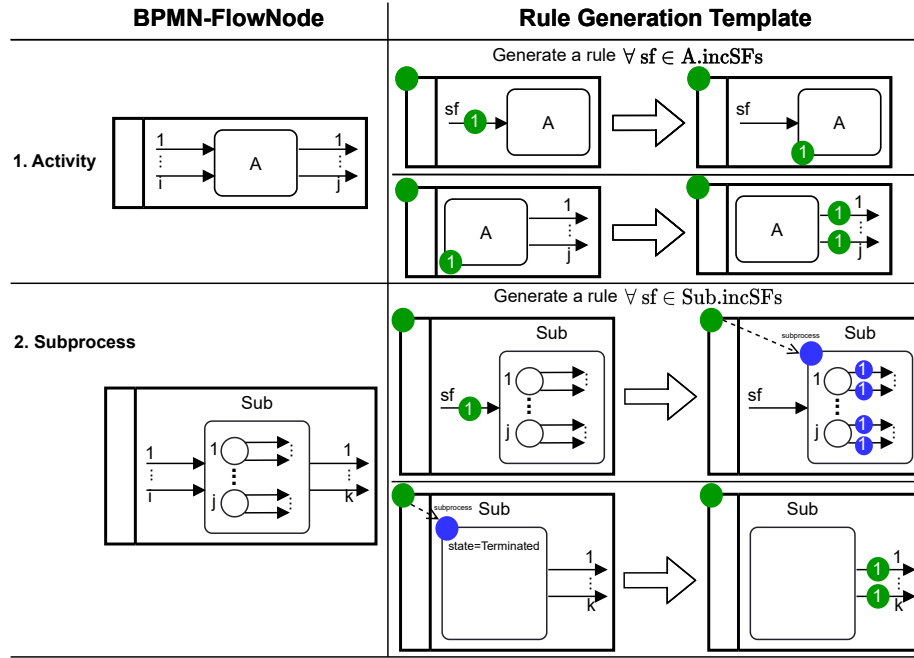 BPMN-FlowNode
Rule Generation Template
1. Activity
1
⋮
i
A
1
⋮
j
Generate a rule ∀ sf ∈ A.incSFs
sf
1
A
sf
A
1
A
1
1
⋮
j
A
1
1
1
⋮
j
2. Subprocess
Sub
1
⋮
i
1
⋮
j
1
⋮
k
Generate a rule ∀ sf ∈ Sub.incSFs
Sub
sf
1
1
⋮
j
subprocess
Sub
sf
1
1
1
⋮
j
1
1
subprocess
Sub
state=Terminated
1
⋮
k
Sub
1
1
1
⋮
k